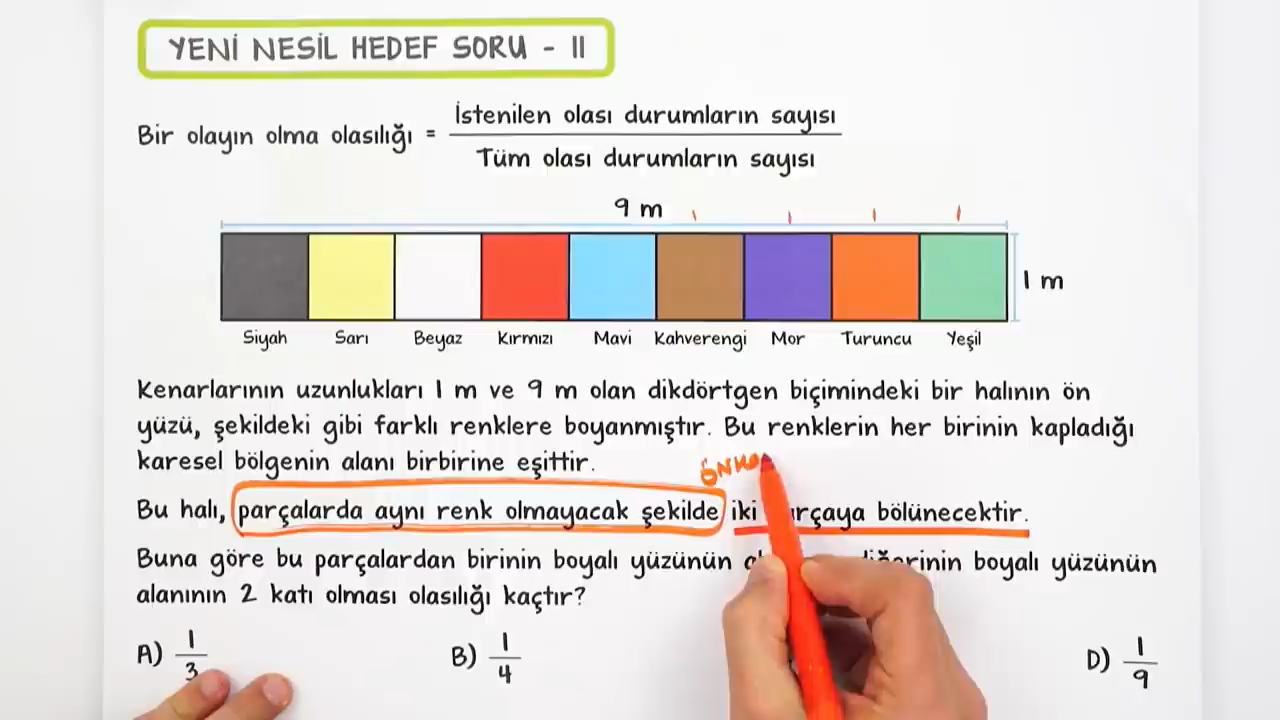 YENİ NESİL HEDEF SORU - II
Bir olayın olma olasılığı = İstenilen olası durumların sayısı
Tüm olası durumların sayısı
9 m
1 m
Siyah Sarı Beyaz Kırmızı Mavi Kahverengi Mor Turuncu Yeşil
Kenarlarının uzunlukları 1 m ve 9 m olan dikdörtgen biçimindeki bir halının ön
yüzü, şekildeki gibi farklı renklere boyanmıştır. Bu renklerin her birinin kapladığı
karesel bölgenin alanı birbirine eşittir.
Bu halı, parçalarda aynı renk olmayacak şekilde iki bölünecektir.
Buna göre bu parçalardan birinin boyalı yüzünün boyalı yüzünün
alanının 2 katı olması olasılığı kaçtır?
A) 1/3 B) 1/4 D) 1/9